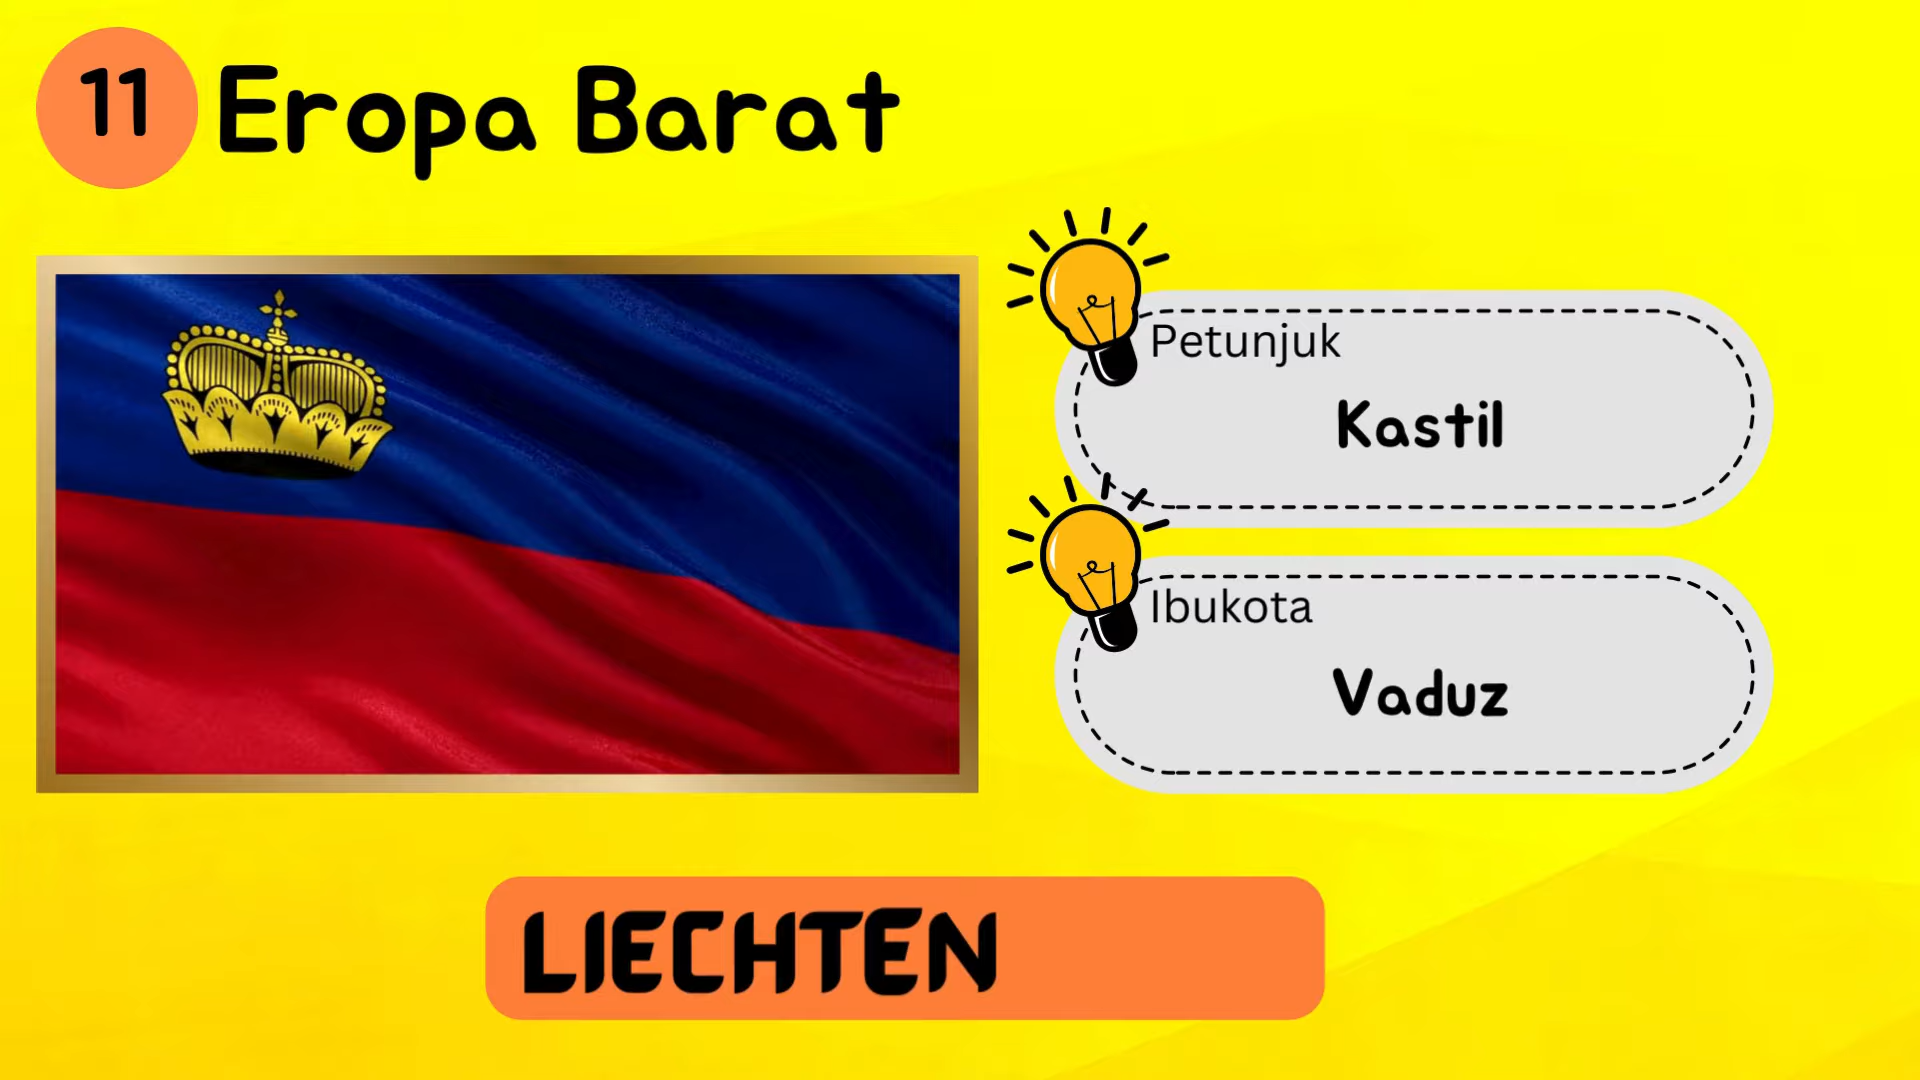 11 Eropa Barat
Petunjuk
Kastil
Ibukota
Vaduz
LIECHTEN